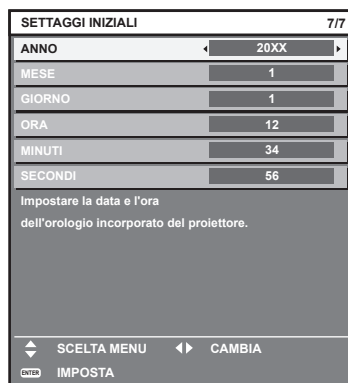 SETTAGGI INIZIALI 7/7
ANNO 20XX
MESE 1
GIORNO 1
ORA 12
MINUTI 34
SECONDI 56
Impostare la data e l'ora
dell'orologio incorporato del proiettore.
SCELTA MENU CAMBIA
ENTER IMPOSTA